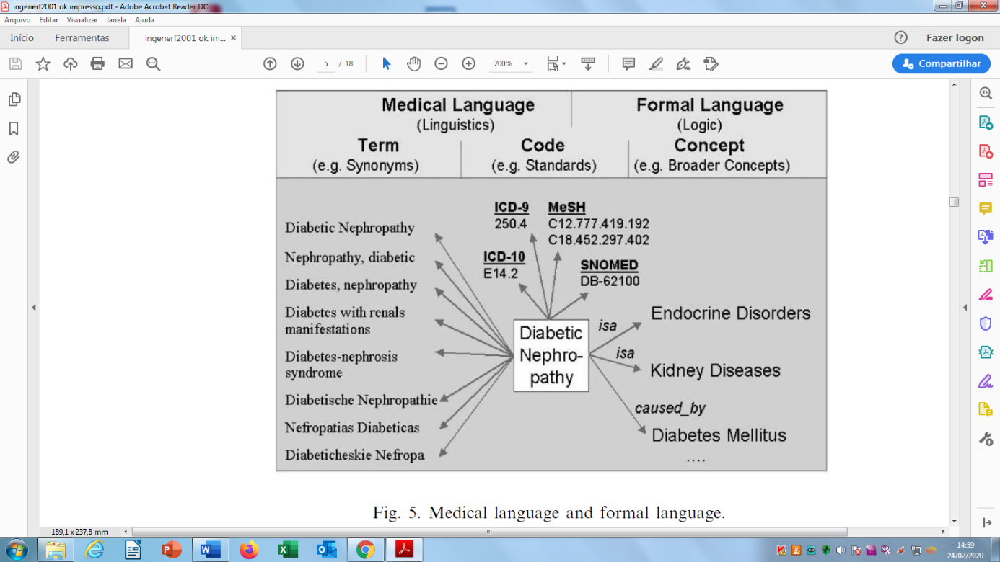 ingenerf2001 ok impresso.pdf - Adobe Acrobat Reader DC
Arquivo Editar Visualizar Janela Ajuda
Início Ferramentas ingenerf2001 ok im... × Fazer logon
5 / 18 200% Compartilhar
Medical Language Formal Language
(Linguistics) (Logic)
Term Code Concept
(e.g. Synonyms) (e.g. Standards) (e.g. Broader Concepts)
Diabetic Nephropathy
Nephropathy, diabetic
Diabetes, nephropathy
Diabetes with renals
manifestations
Diabetes-nephrosis
syndrome
Diabetische Nephropathie
Nefropatias Diabeticas
Diabeticheskie Nefropa
ICD-9
250.4
MeSH
C12.777.419.192
C18.452.297.402
ICD-10
E14.2
SNOMED
DB-62100
Diabetic
Nephro-
pathy
isa
Endocrine Disorders
isa
Kidney Diseases
caused_by
Diabetes Mellitus
....
Fig. 5. Medical language and formal language.
189,1 x 237,8 mm
14:59
24/02/2020